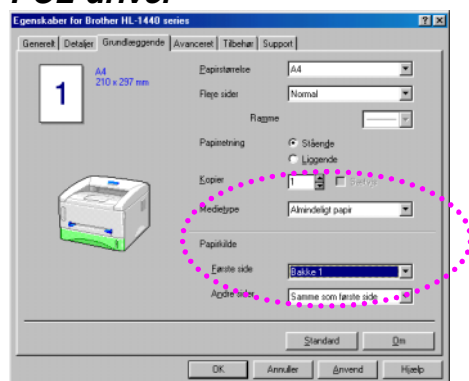 PCL driver
Egenskaber for Brother HL-1440 series
Generelt Detaljer Grundlæggende Avanceret Tilbehør Support
1
A4
210 x 297 mm
Papirstørrelse A4
Flere sider Normal
Ramme
Papirretning Stående
Liggende
Kopier 1
Medietype Almindeligt papir
Papirkilde
Første side Bakke 1
Andre sider Samme som første side
Standard Om
OK Annuller Anvend Hjælp